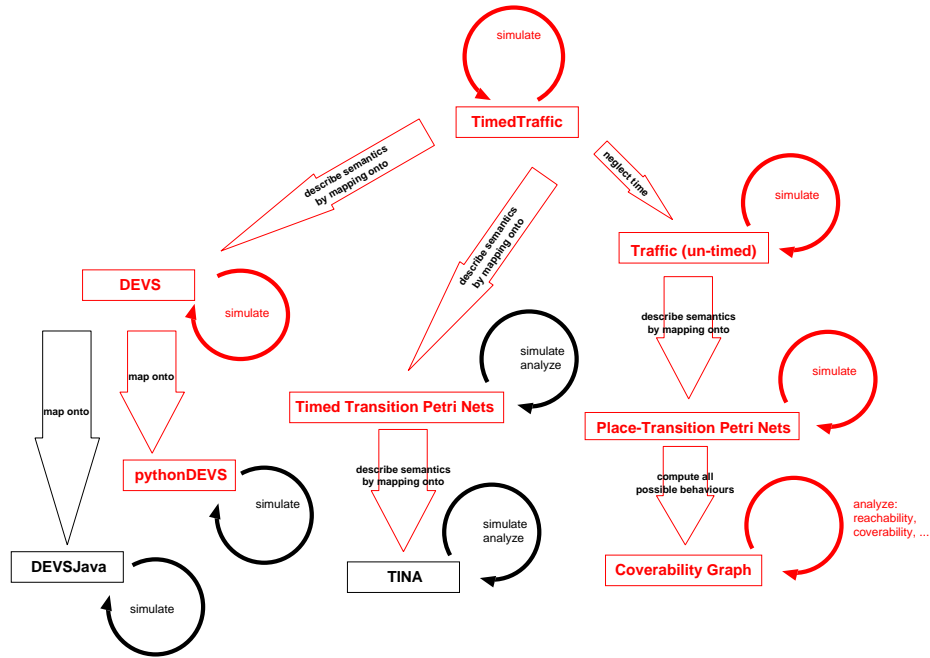 simulate
TimedTraffic
describe semantics
by mapping onto
neglect time
describe semantics
by mapping onto
simulate
Traffic (un-timed)
DEVS
simulate
describe semantics
by mapping onto
simulate
analyze
map onto
map onto
simulate
Timed Transition Petri Nets
Place-Transition Petri Nets
describe semantics
by mapping onto
compute all
possible behaviours
pythonDEVS
simulate
analyze:
reachability,
coverability, ...
simulate
analyze
DEVSJava
TINA
Coverability Graph
simulate